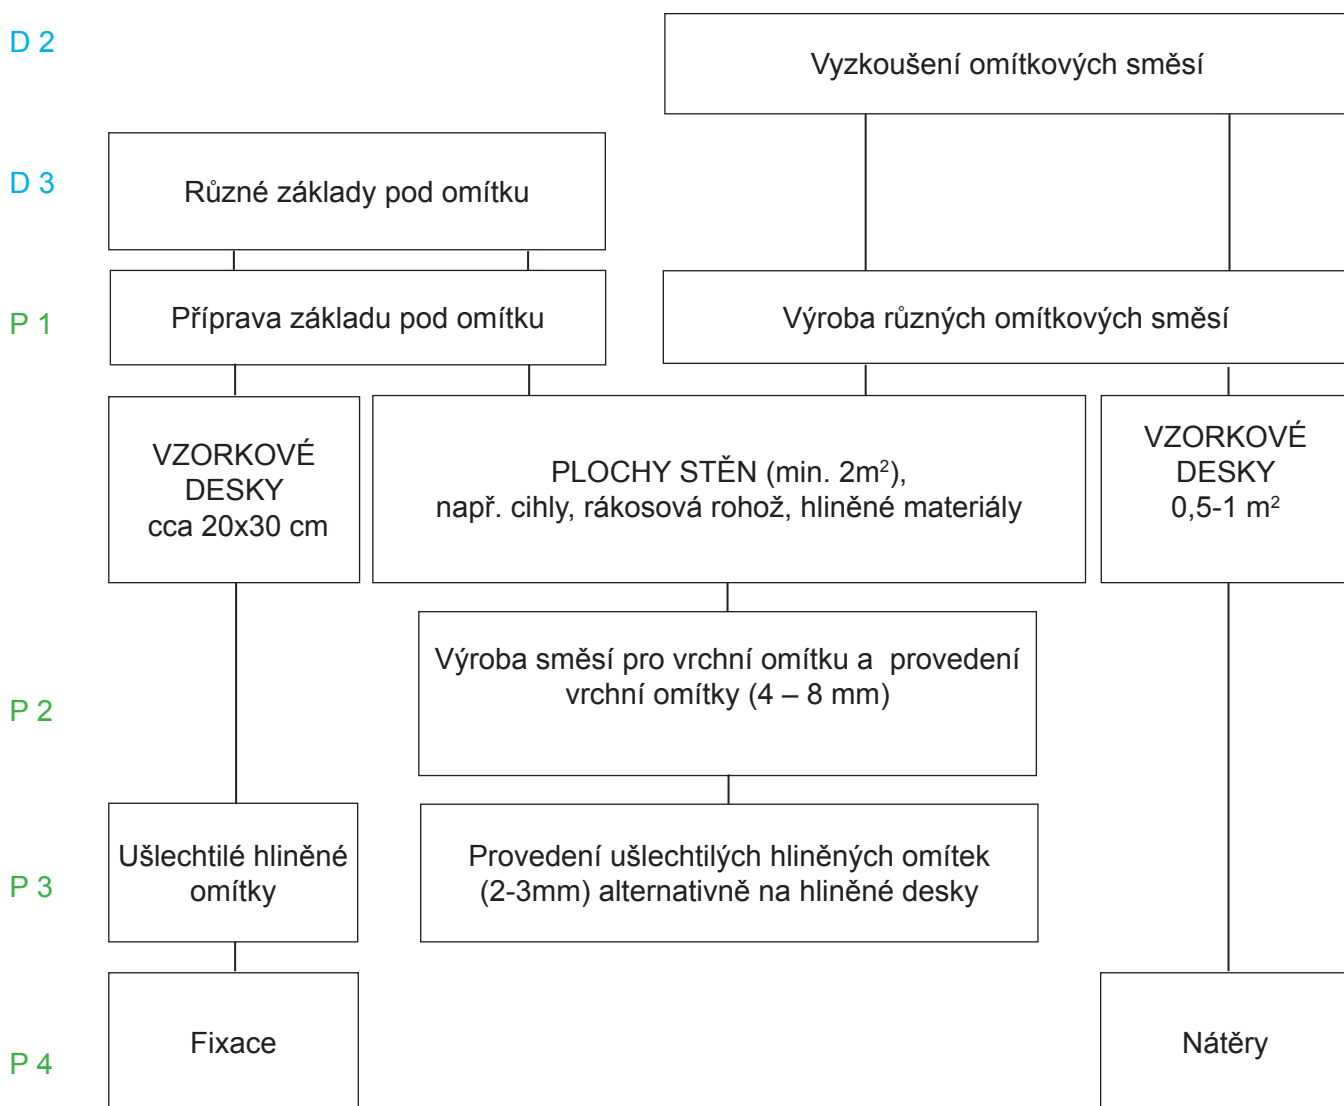 D 2
Vyzkoušení omítkových směsí
D 3
Různé základy pod omítku
P 1
Příprava základu pod omítku
Výroba různých omítkových směsí
VZORKOVÉ
DESKY
cca 20x30 cm
PLOCHY STĚN (min. 2m²),
např. cihly, rákosová rohož, hliněné materiály
VZORKOVÉ
DESKY
0,5-1 m²
P 2
Výroba směsí pro vrchní omítku a provedení
vrchní omítky (4 – 8 mm)
P 3
Ušlechtilé hliněné
omítky
Provedení ušlechtilých hliněných omítek
(2-3mm) alternativně na hliněné desky
P 4
Fixace
Nátěry